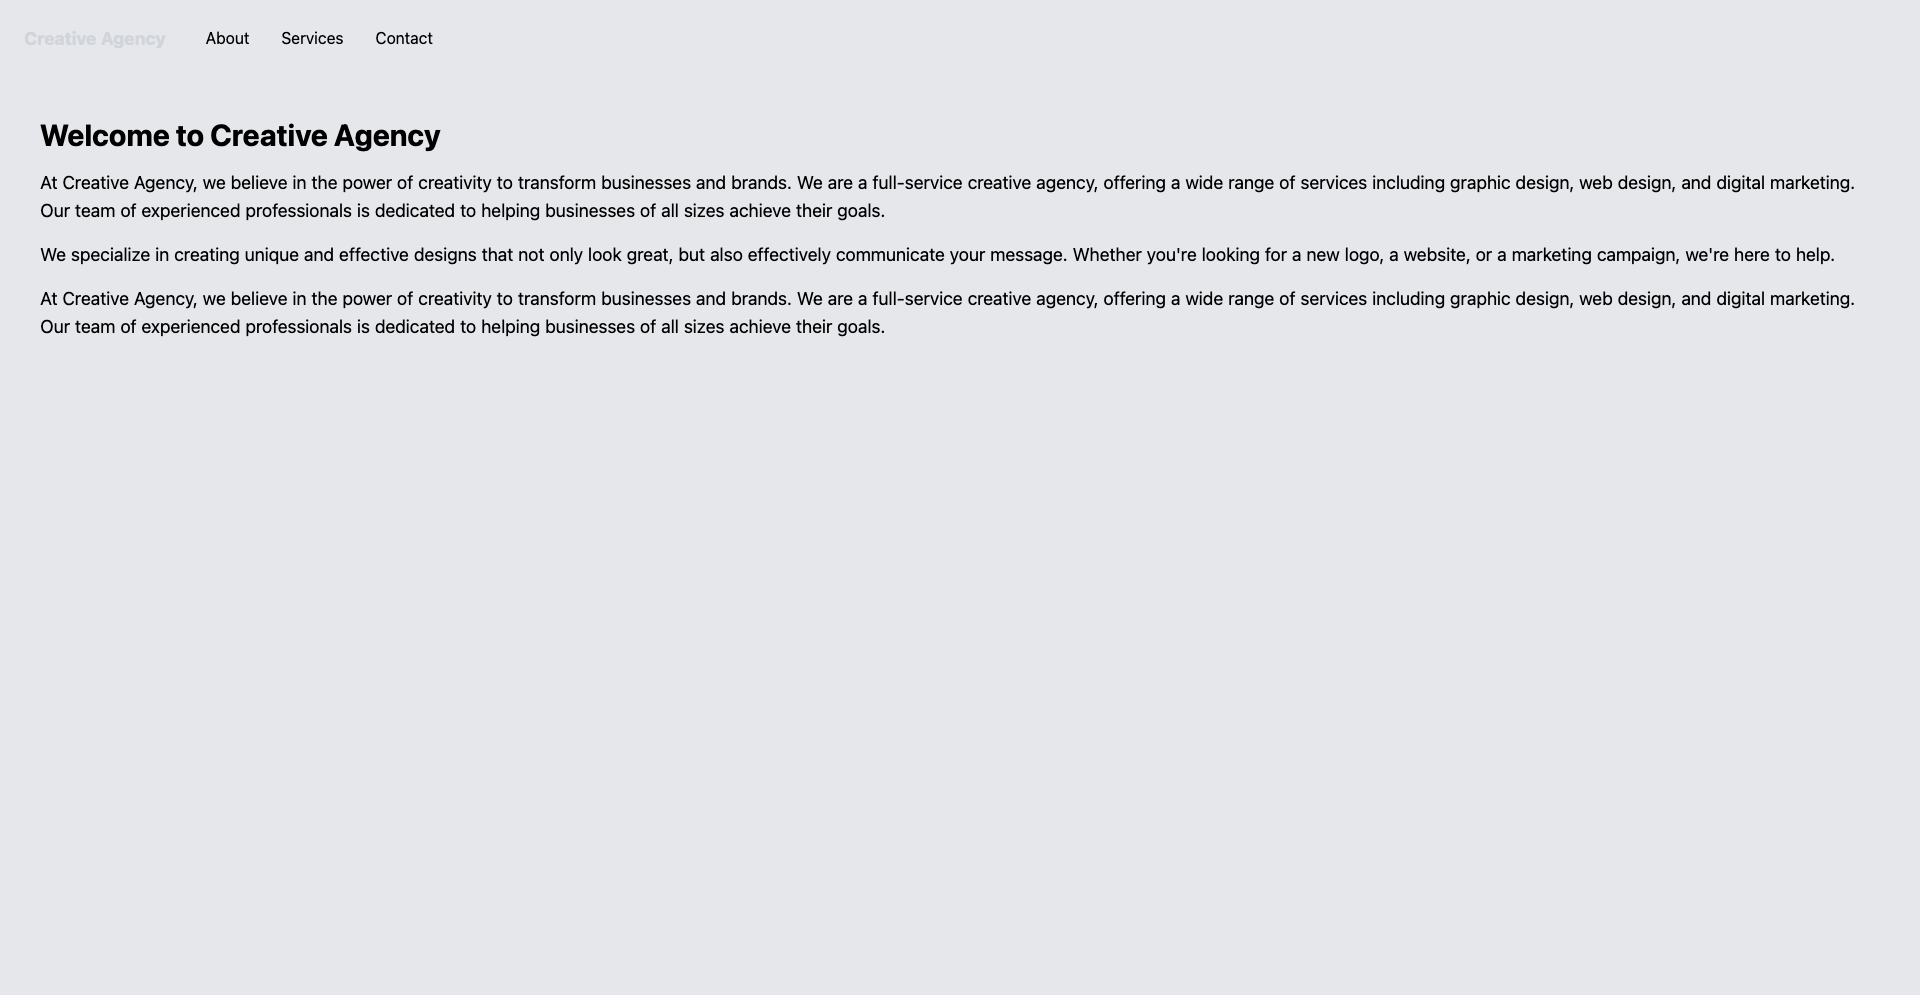 Creative Agency About Services Contact
Welcome to Creative Agency
At Creative Agency, we believe in the power of creativity to transform businesses and brands. We are a full-service creative agency, offering a wide range of services including graphic design, web design, and digital marketing.
Our team of experienced professionals is dedicated to helping businesses of all sizes achieve their goals.
We specialize in creating unique and effective designs that not only look great, but also effectively communicate your message. Whether you're looking for a new logo, a website, or a marketing campaign, we're here to help.
At Creative Agency, we believe in the power of creativity to transform businesses and brands. We are a full-service creative agency, offering a wide range of services including graphic design, web design, and digital marketing.
Our team of experienced professionals is dedicated to helping businesses of all sizes achieve their goals.